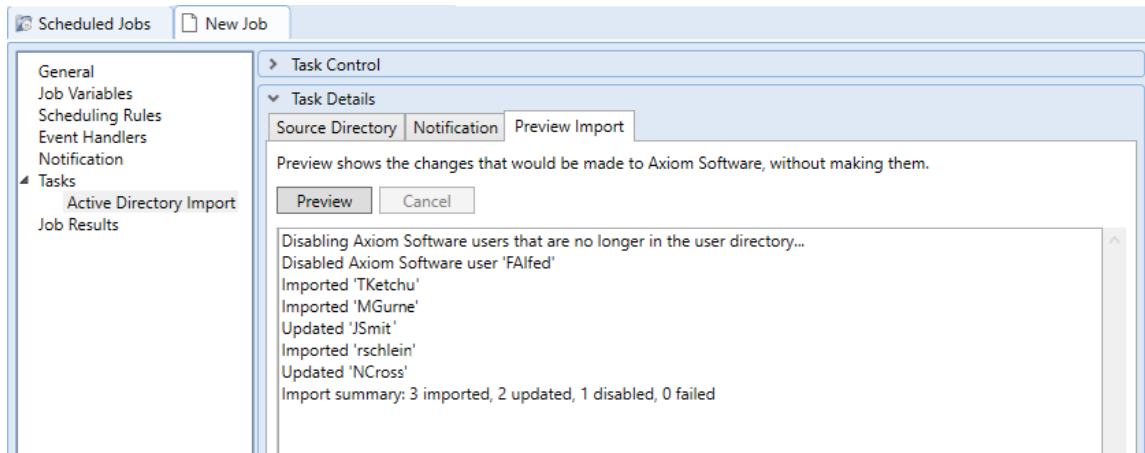 Scheduled Jobs
New Job
General
Job Variables
Scheduling Rules
Event Handlers
Notification
Tasks
Active Directory Import
Job Results
Task Control
Task Details
Source Directory
Notification
Preview Import
Preview shows the changes that would be made to Axiom Software, without making them.
Preview
Cancel
Disabling Axiom Software users that are no longer in the user directory...
Disabled Axiom Software user 'FAlfed'
Imported 'TKetchu'
Imported 'MGurne'
Updated 'JSmit'
Imported 'rschlein'
Updated 'NCross'
Import summary: 3 imported, 2 updated, 1 disabled, 0 failed